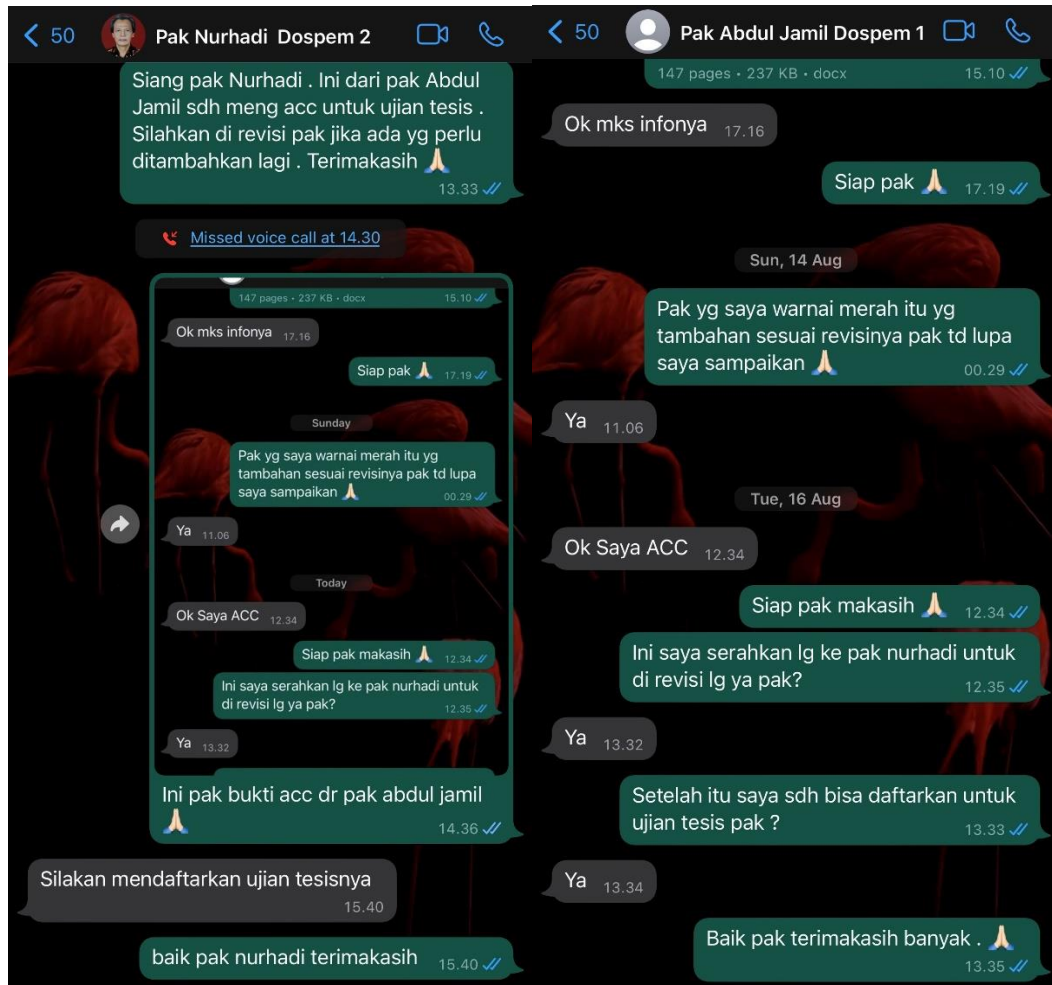 50
Pak Nurhadi Dospem 2
Siang pak Nurhadi . Ini dari pak Abdul
Jamil sdh meng acc untuk ujian tesis .
Silahkan di revisi pak jika ada yg perlu
ditambahkan lagi . Terimakasih 🙏🏻
13.33
Missed voice call at 14.30
147 pages • 237 KB • docx 15.10
Ok mks infonya 17.16
Siap pak 🙏🏻 17.19
Sunday
Pak yg saya warnai merah itu yg
tambahan sesuai revisinya pak td lupa
saya sampaikan 🙏🏻 00.29
Ya 11.06
Today
Ok Saya ACC 12.34
Siap pak makasih 🙏🏻 12.34
Ini saya serahkan lg ke pak nurhadi untuk
di revisi lg ya pak? 12.35
Ya 13.32
Ini pak bukti acc dr pak abdul jamil
🙏🏻 14.36
Silakan mendaftarkan ujian tesisnya
15.40
baik pak nurhadi terimakasih 15.40
50
Pak Abdul Jamil Dospem 1
147 pages • 237 KB • docx 15.10
Ok mks infonya 17.16
Siap pak 🙏🏻 17.19
Sun, 14 Aug
Pak yg saya warnai merah itu yg
tambahan sesuai revisinya pak td lupa
saya sampaikan 🙏🏻 00.29
Ya 11.06
Tue, 16 Aug
Ok Saya ACC 12.34
Siap pak makasih 🙏🏻 12.34
Ini saya serahkan lg ke pak nurhadi untuk
di revisi lg ya pak? 12.35
Ya 13.32
Setelah itu saya sdh bisa daftarkan untuk
ujian tesis pak ? 13.33
Ya 13.34
Baik pak terimakasih banyak . 🙏🏻
13.35